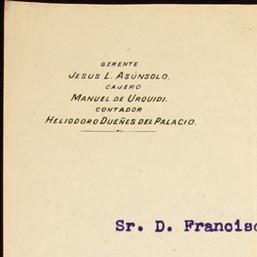 GERENTE
JESUS L. ASÚNSOLO.
CAJERO
MANUEL DE URQUIDI.
CONTADOR
HELIODORO DUEÑES DEL PALACIO.
Sr. D. Francisc